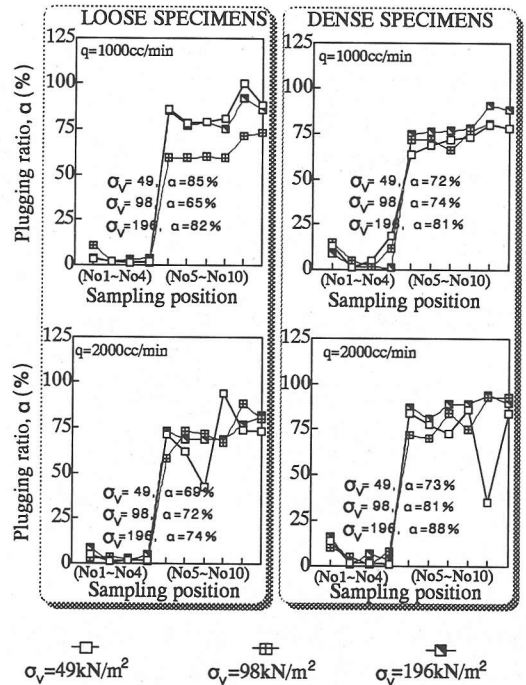 LOOSE SPECIMENS
q=1000cc/min
Plugging ratio, α (%)
125
100
75
50
25
0
σv= 49, α=85%
σv= 98, α=65%
σv=196, α=82%
(No1~No4) (No5~No10)
Sampling position
DENSE SPECIMENS
q=1000cc/min
125
100
75
50
25
0
σv= 49, α=72%
σv= 98, α=74%
σv=196, α=81%
(No1~No4) (No5~No10)
Sampling position
q=2000cc/min
Plugging ratio, α (%)
125
100
75
50
25
0
σv= 49, α=69%
σv= 98, α=72%
σv=196, α=74%
(No1~No4) (No5~No10)
Sampling position
q=2000cc/min
125
100
75
50
25
0
σv= 49, α=73%
σv= 98, α=81%
σv=196, α=88%
(No1~No4) (No5~No10)
Sampling position
σv=49kN/m² σv=98kN/m² σv=196kN/m²